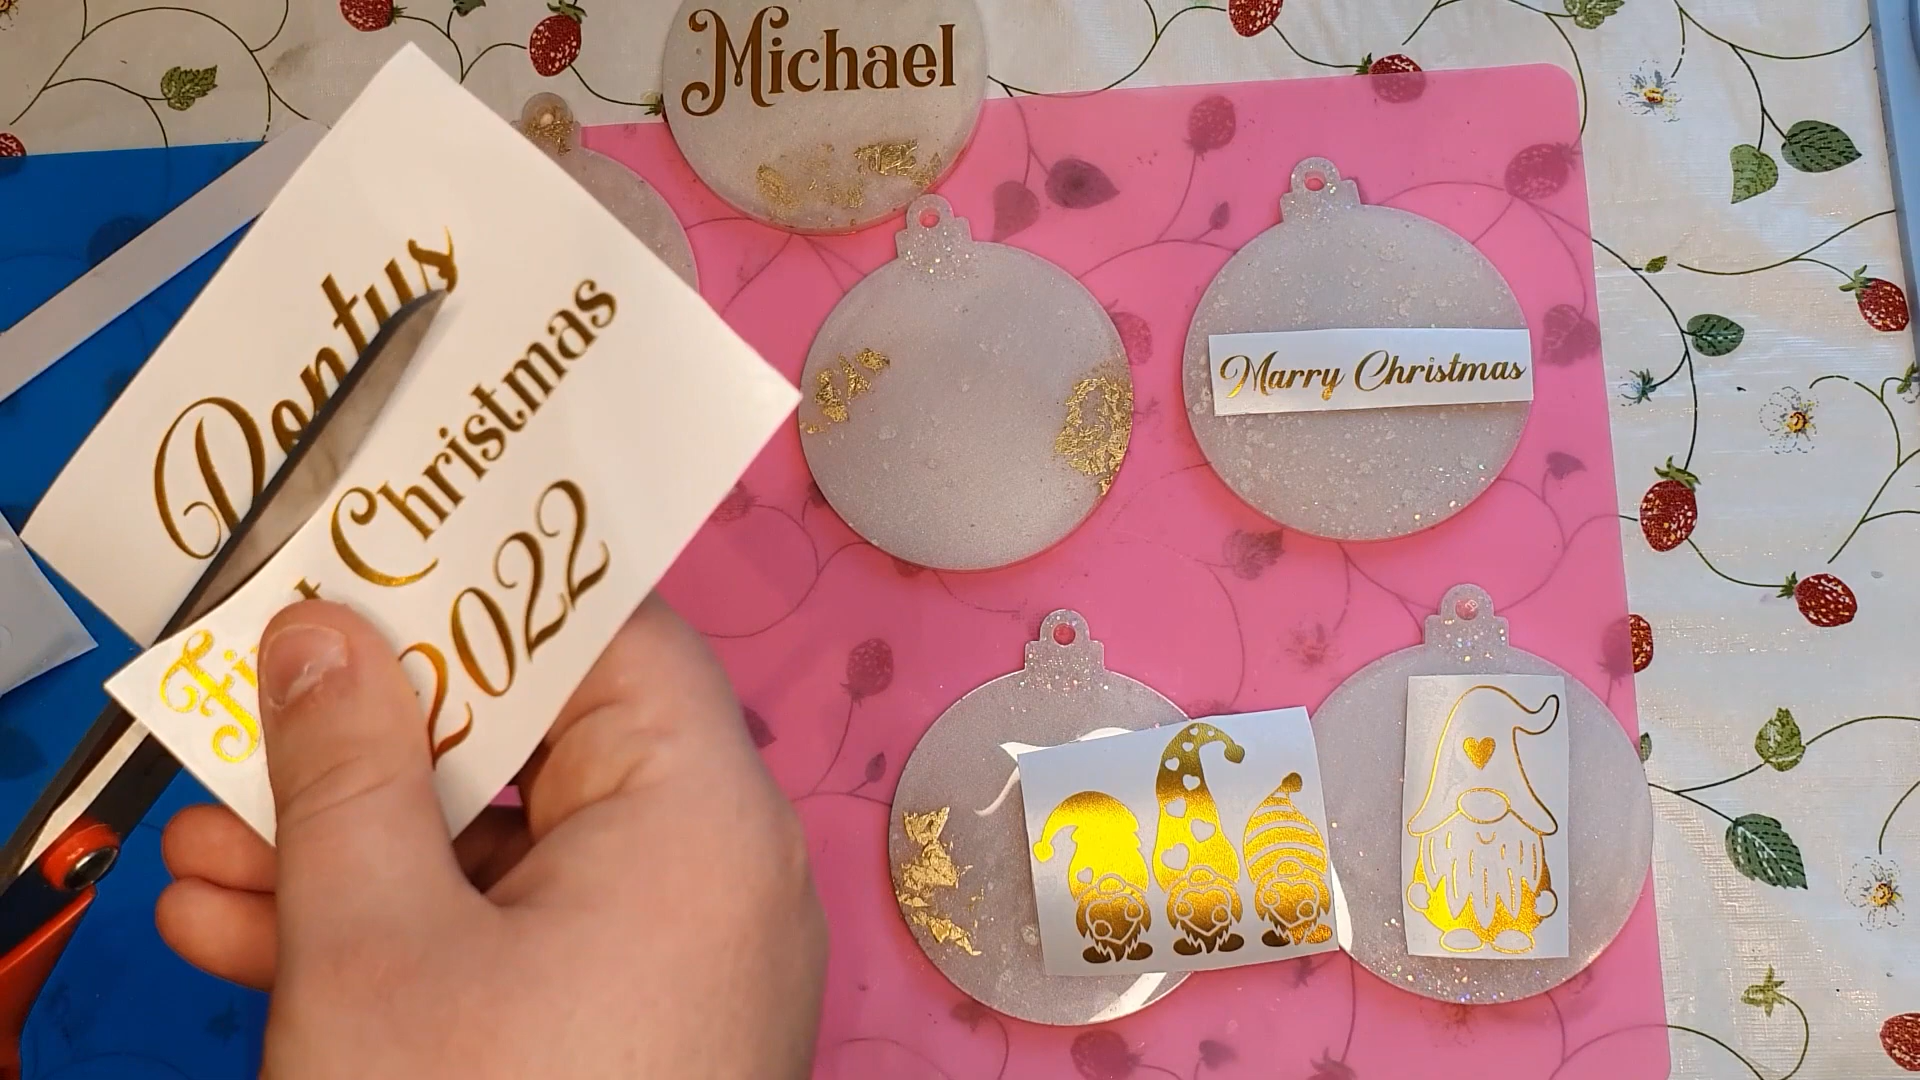 Michael
Pontus
First Christmas
2022
Marry Christmas